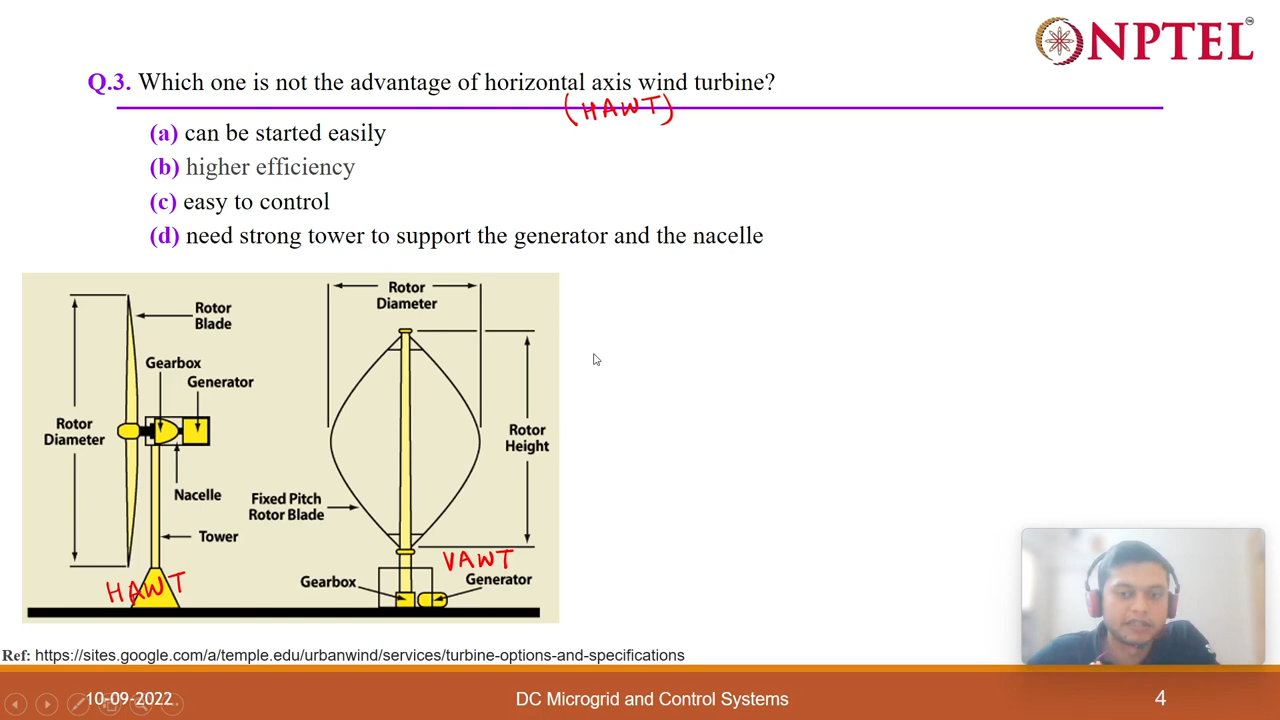 NPTEL
Q.3. Which one is not the advantage of horizontal axis wind turbine?
(HAWT)
(a) can be started easily
(b) higher efficiency
(c) easy to control
(d) need strong tower to support the generator and the nacelle
Rotor
Blade
Gearbox
Generator
Rotor
Diameter
Nacelle
Tower
HAWT
Rotor
Diameter
Rotor
Height
Fixed Pitch
Rotor Blade
VAWT
Gearbox
Generator
Ref: https://sites.google.com/a/temple.edu/urbanwind/services/turbine-options-and-specifications
10-09-2022
DC Microgrid and Control Systems
4